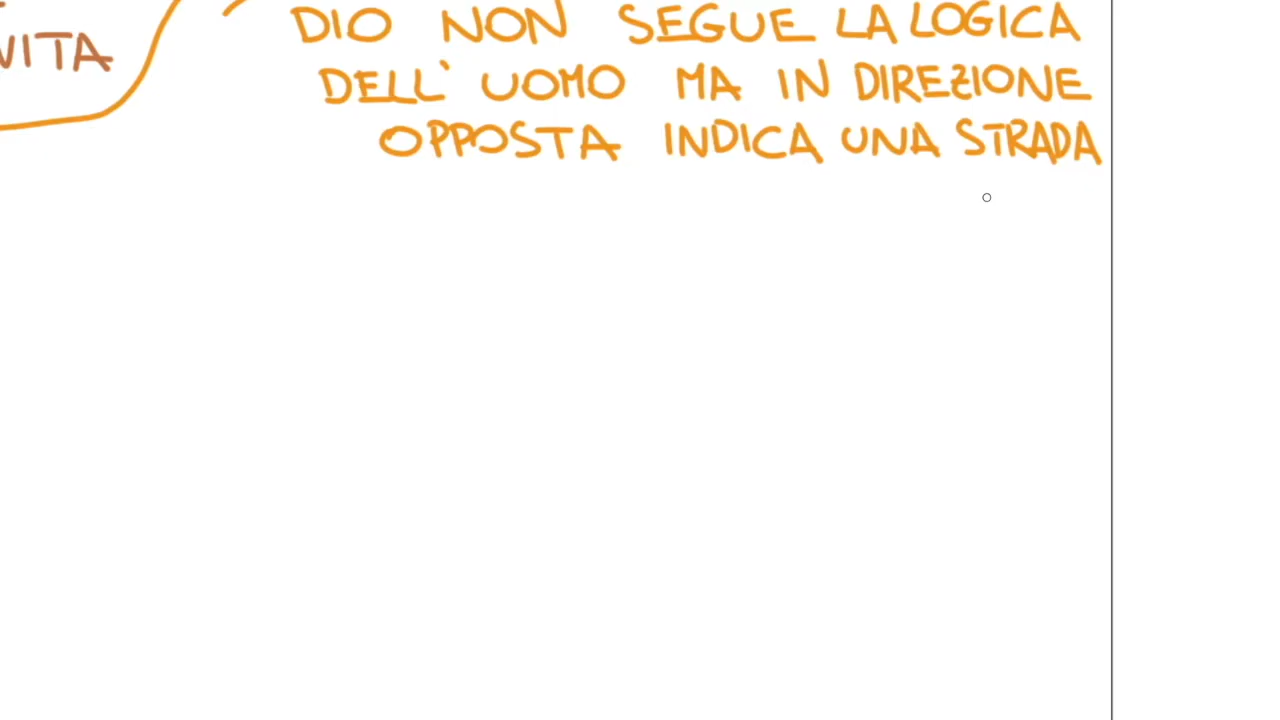 DIO NON SEGUE LA LOGICA
VITA
DELL' UOMO MA IN DIREZIONE
OPPOSTA INDICA UNA STRADA